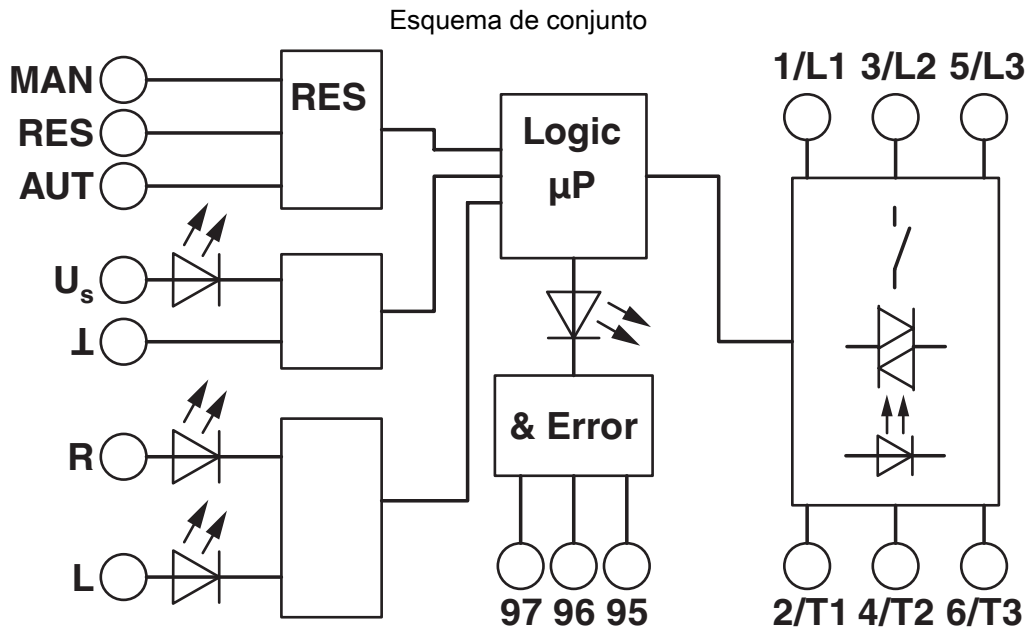 Esquema de conjunto
MAN
RES
AUT
RES
Us
⊥
R
L
Logic
µP
& Error
97 96 95
1/L1 3/L2 5/L3
2/T1 4/T2 6/T3